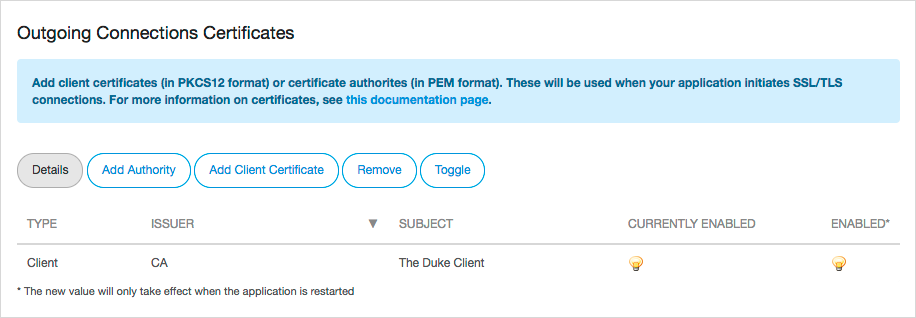 Outgoing Connections Certificates
Add client certificates (in PKCS12 format) or certificate authorites (in PEM format). These will be used when your application initiates SSL/TLS
connections. For more information on certificates, see this documentation page.
Details Add Authority Add Client Certificate Remove Toggle
TYPE ISSUER ▼ SUBJECT CURRENTLY ENABLED ENABLED*
Client CA The Duke Client
* The new value will only take effect when the application is restarted